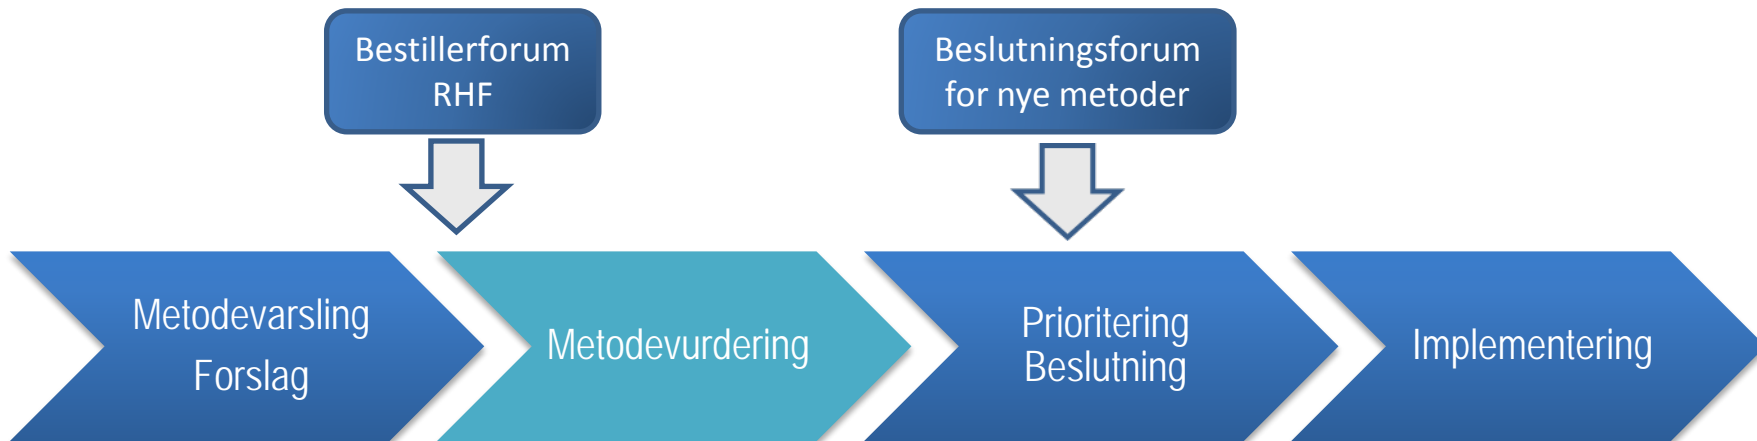 Bestillerforum
RHF
Beslutningsforum
for nye metoder
Metodevarsling
Forslag
Metodevurdering
Prioritering
Beslutning
Implementering